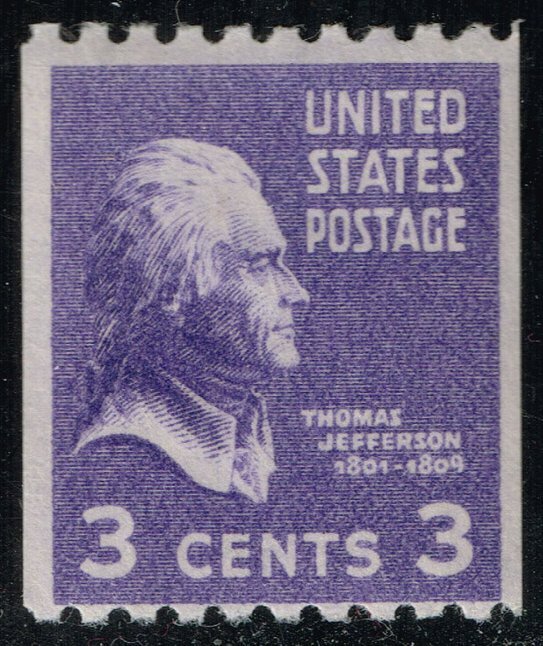 UNITED
STATES
POSTAGE
THOMAS
JEFFERSON
1801-1809
3 CENTS 3